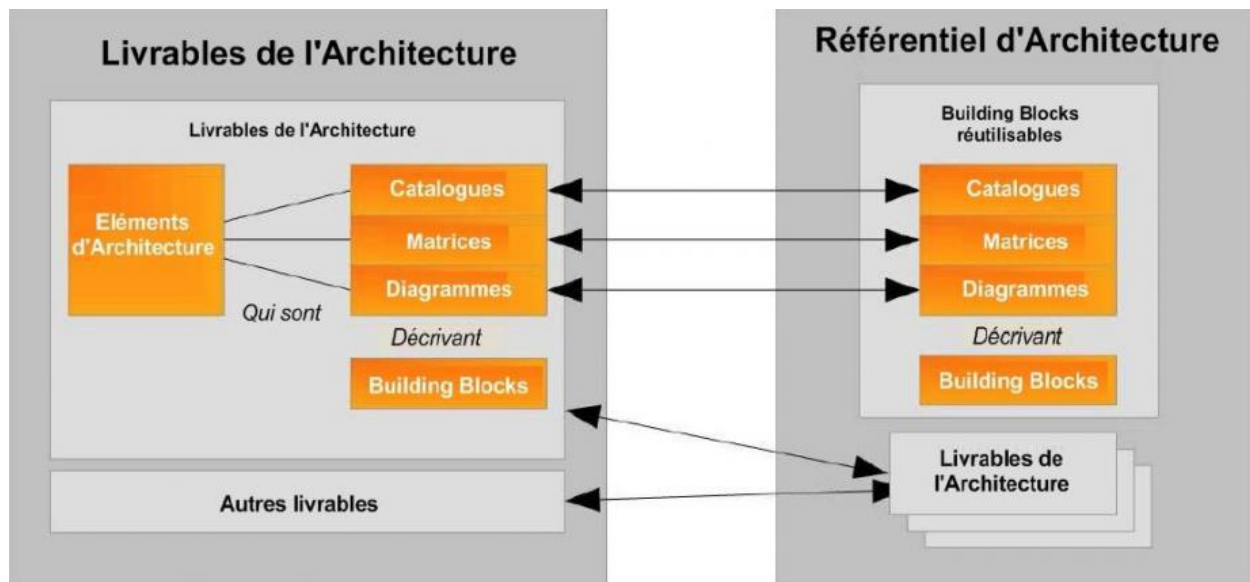 Livrables de l'Architecture
Livrables de l'Architecture
Eléments
d'Architecture
Qui sont
Catalogues
Matrices
Diagrammes
Décrivant
Building Blocks
Autres livrables
Référentiel d'Architecture
Building Blocks
réutilisables
Catalogues
Matrices
Diagrammes
Décrivant
Building Blocks
Livrables de
l'Architecture